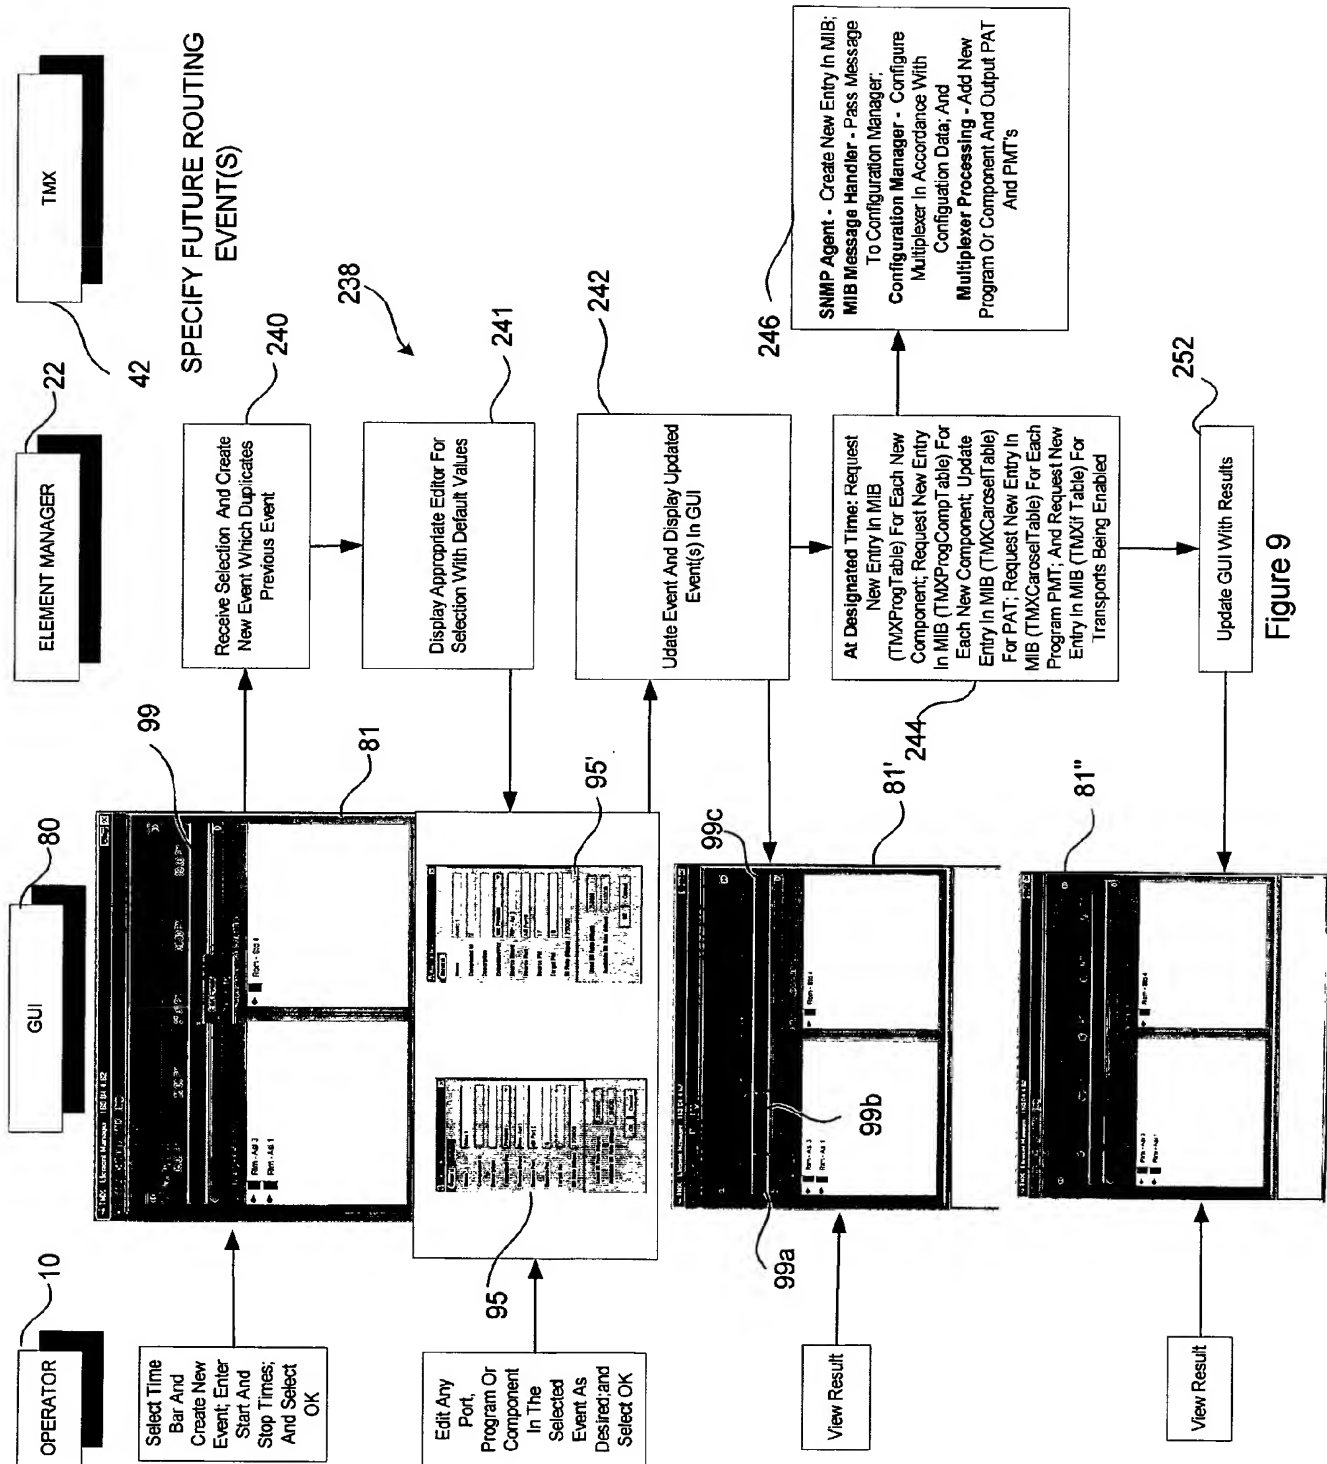 OPERATOR
10
GUI
80
ELEMENT MANAGER
22
TMX
42
SPECIFY FUTURE ROUTING
EVENT(S)
238
Select Time
Bar And
Create New
Event; Enter
Start And
Stop Times;
And Select
OK
99
81
Rem - Asi 3
Rem - Asi 1
Rem - Std 4
Receive Selection And Create
New Event Which Duplicates
Previous Event
240
Display Appropriate Editor For
Selection With Default Values
241
Edit Any
Port,
Program Or
Component
In The
Selected
Event As
Desired;and
Select OK
95
95'
Udate Event And Display Updated
Event(s) In GUI
242
View Result
99a
99b
99c
81'
At Designated Time: Request
New Entry In MIB
(TMXProgTable) For Each New
Component; Request New Entry
In MIB (TMXProgCompTable) For
Each New Component; Update
Entry In MIB (TMXCaroselTable)
For PAT; Request New Entry In
MIB (TMXCaroselTable) For Each
Program PMT; And Request New
Entry In MIB (TMXif Table) For
Transports Being Enabled
244
SNMP Agent - Create New Entry In MIB;
MIB Message Handler - Pass Message
To Configuration Manager;
Configuration Manager - Configure
Multiplexer In Accordance With
Configuation Data; And
Multiplexer Processing - Add New
Program Or Component And Output PAT
And PMT's
246
View Result
81''
Update GUI With Results
252
Figure 9